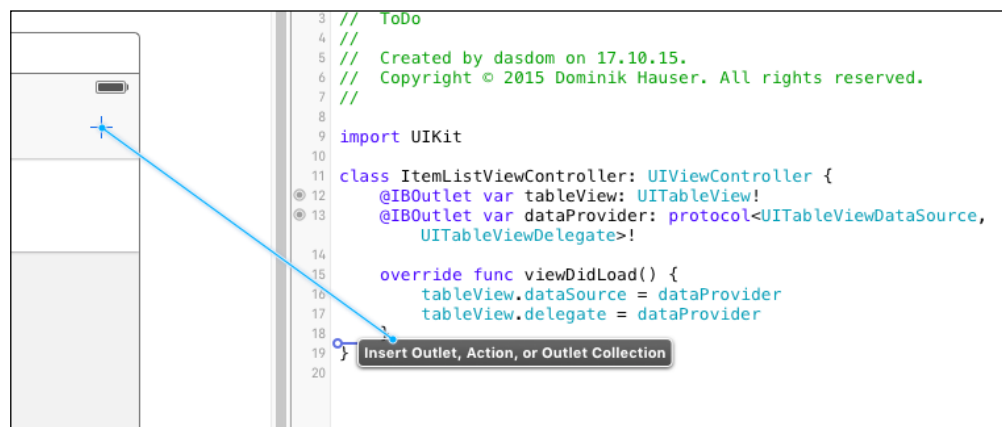 3 // ToDo
4 //
5 // Created by dasdom on 17.10.15.
6 // Copyright © 2015 Dominik Hauser. All rights reserved.
7 //
8
9 import UIKit
10
11 class ItemListViewController: UIViewController {
12 @IBOutlet var tableView: UITableView!
13 @IBOutlet var dataProvider: protocol<UITableViewDataSource,
UITableViewDelegate>!
14
15 override func viewDidLoad() {
16 tableView.dataSource = dataProvider
17 tableView.delegate = dataProvider
18 }
19 }
Insert Outlet, Action, or Outlet Collection
20